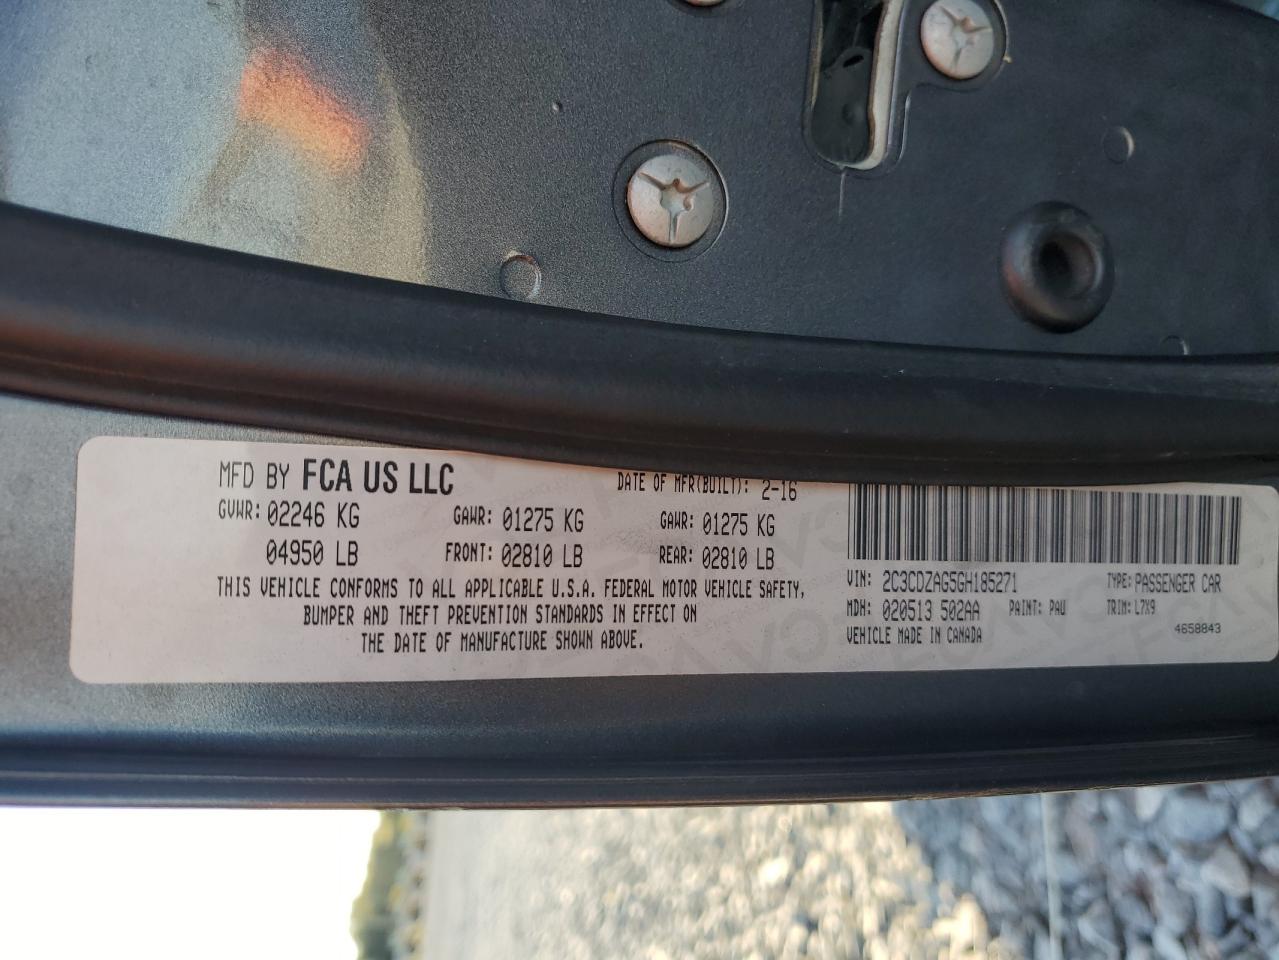 MFD BY FCA US LLC
DATE OF MFR(BUILT): 2-16
GVWR: 02246 KG GAWR: 01275 KG GAWR: 01275 KG
04950 LB FRONT: 02810 LB REAR: 02810 LB
THIS VEHICLE CONFORMS TO ALL APPLICABLE U.S.A. FEDERAL MOTOR VEHICLE SAFETY,
BUMPER AND THEFT PREVENTION STANDARDS IN EFFECT ON
THE DATE OF MANUFACTURE SHOWN ABOVE.
VIN: 2C3CDZAG5GH185271 TYPE: PASSENGER CAR
MDH: 020513 502AA PAINT: PAU TRIM: L7X9
VEHICLE MADE IN CANADA 4658843